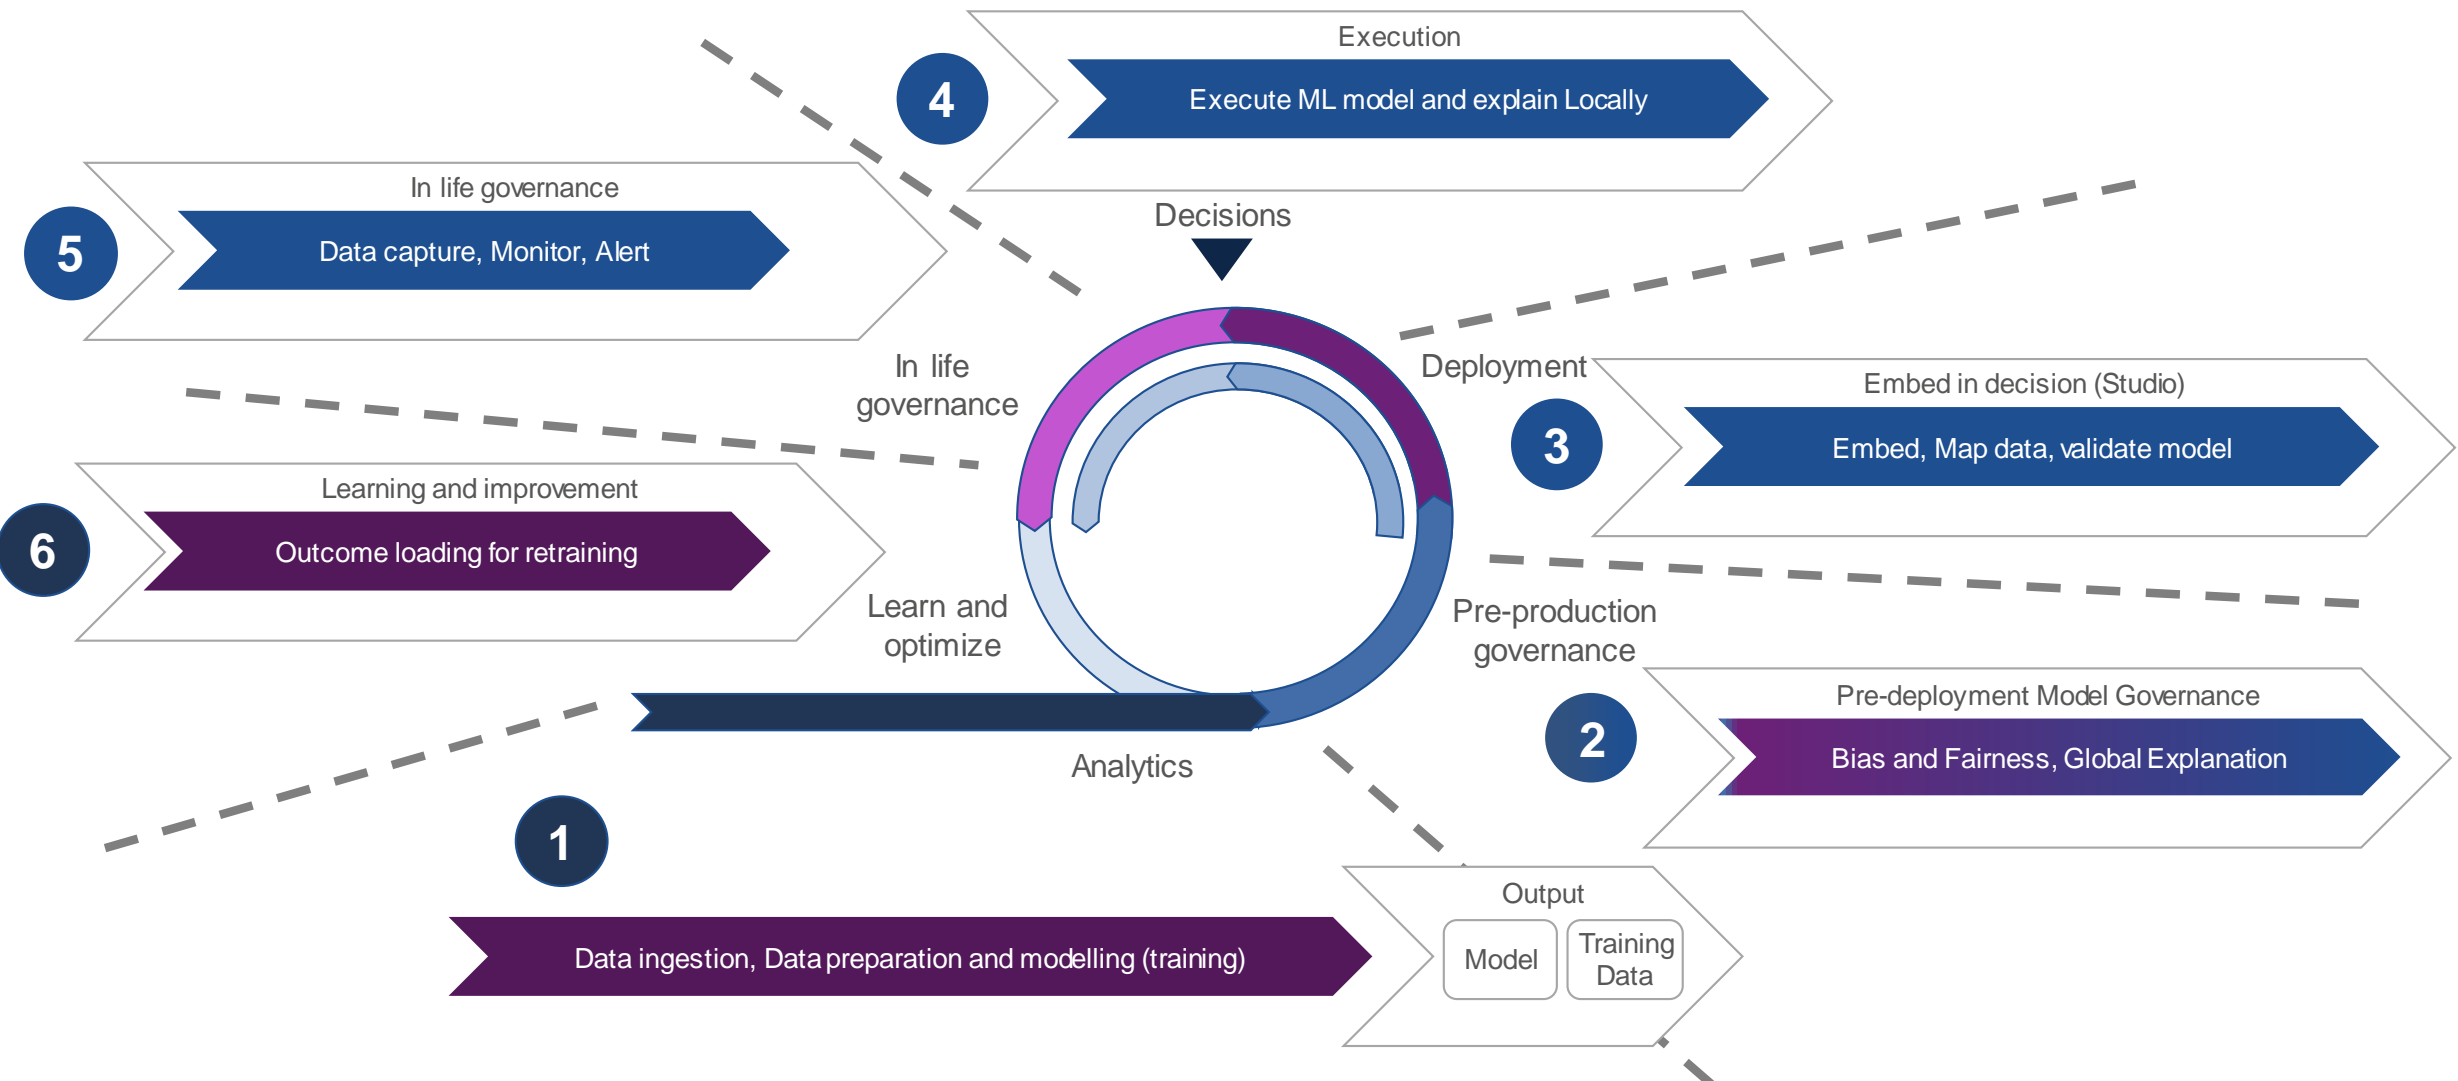 Execution
4
Execute ML model and explain Locally
In life governance
5
Data capture, Monitor, Alert
Decisions
In life
governance
Deployment
Embed in decision (Studio)
3
Embed, Map data, validate model
Learning and improvement
6
Outcome loading for retraining
Learn and
optimize
Pre-production
governance
Pre-deployment Model Governance
2
Bias and Fairness, Global Explanation
Analytics
1
Data ingestion, Data preparation and modelling (training)
Output
Model
Training
Data